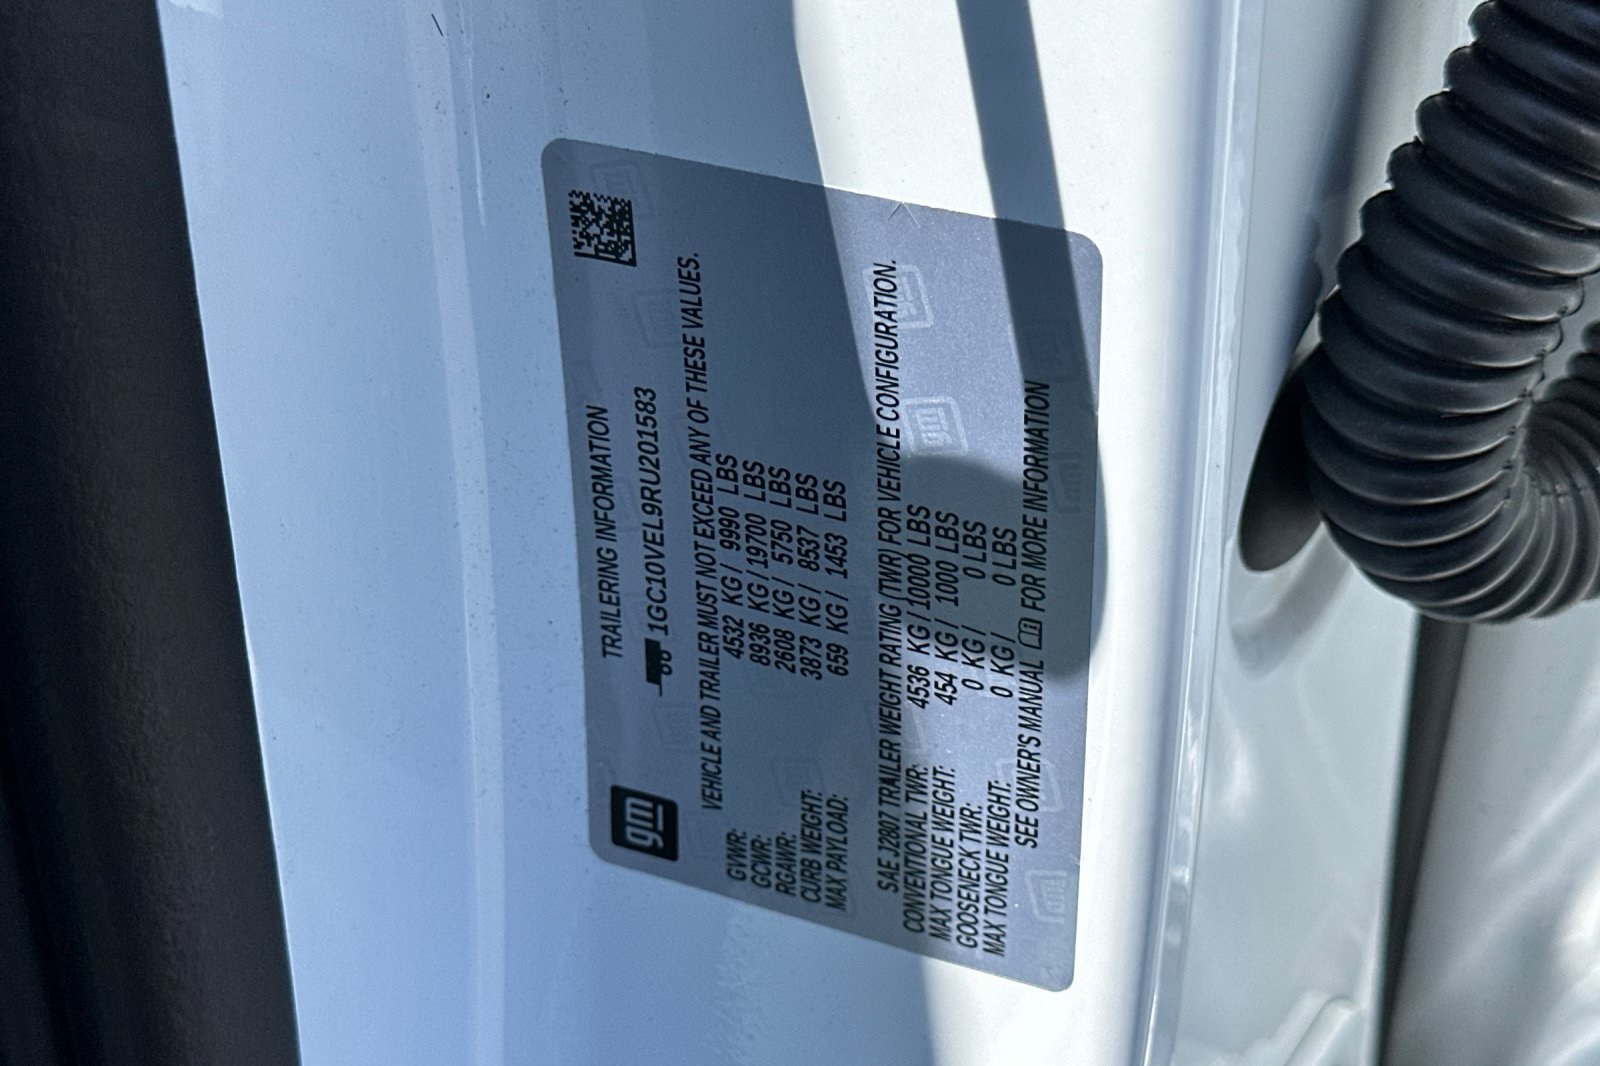 gm
TRAILERING INFORMATION
1GC10VEL9RU201583
VEHICLE AND TRAILER MUST NOT EXCEED ANY OF THESE VALUES.
GVWR: 4532 KG/ 9990 LBS
GCWR: 8936 KG/19700 LBS
RGAWR: 2608 KG/ 5750 LBS
CURB WEIGHT: 3873 KG/ 8537 LBS
MAX PAYLOAD: 659 KG/ 1453 LBS
SAE J2807 TRAILER WEIGHT RATING (TWR) FOR VEHICLE CONFIGURATION.
CONVENTIONAL TWR: 4536 KG/10000 LBS
MAX TONGUE WEIGHT: 454 KG/ 1000 LBS
GOOSENECK TWR: 0 KG/ 0 LBS
MAX TONGUE WEIGHT: 0 KG/ 0 LBS
SEE OWNER'S MANUAL FOR MORE INFORMATION